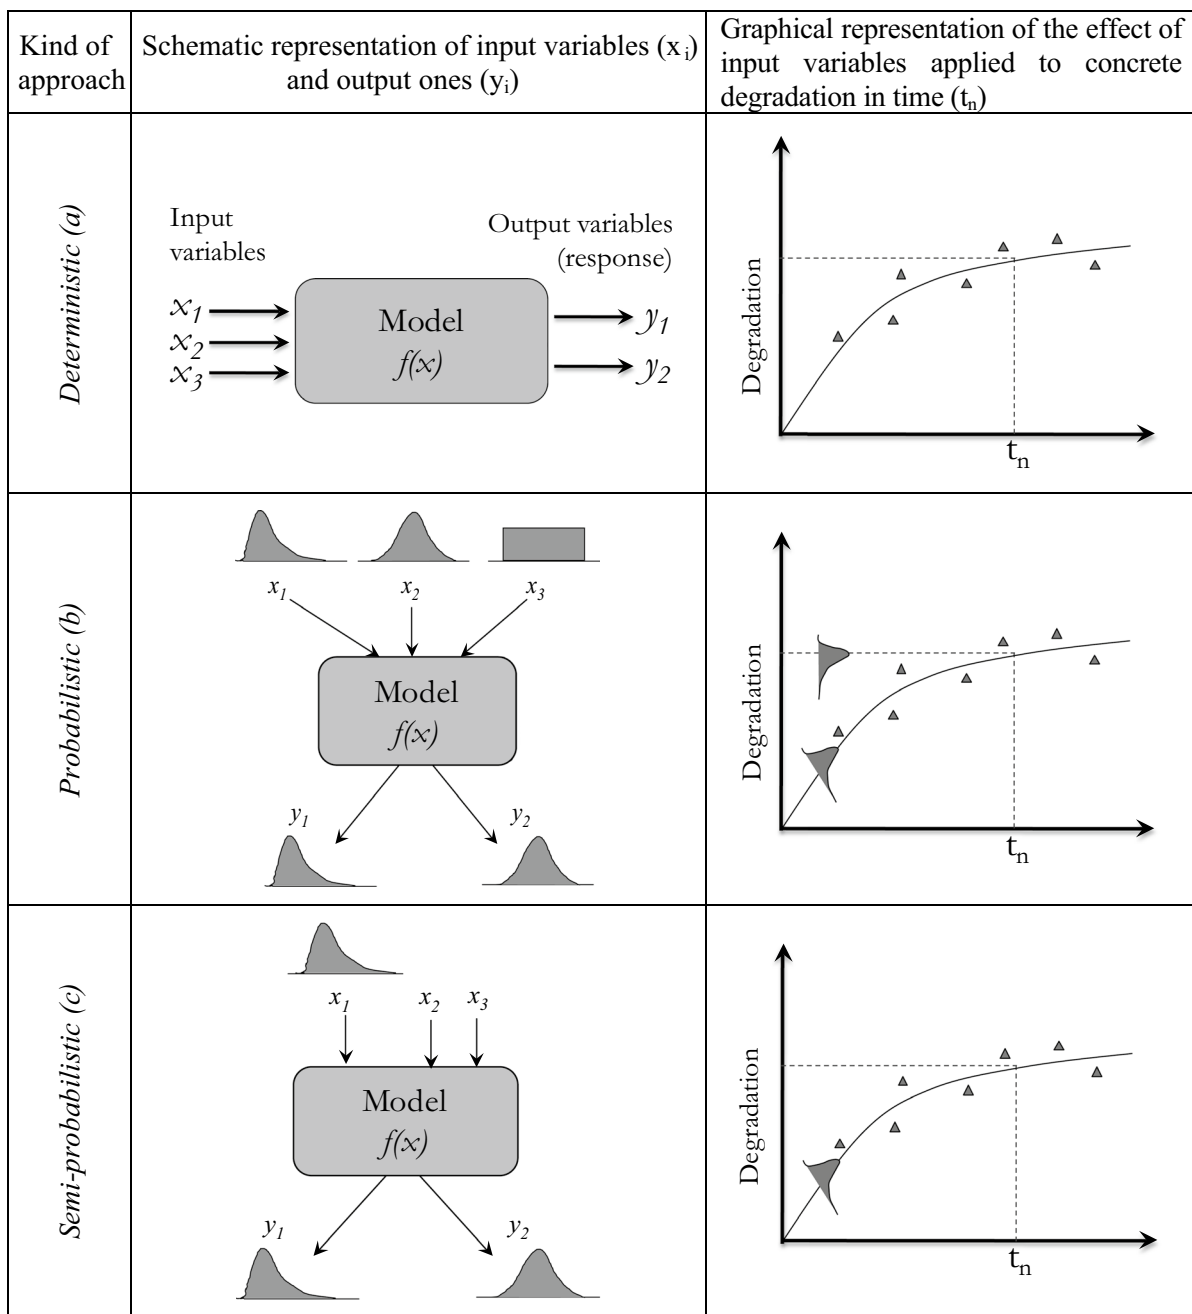 Kind of
approach
Schematic representation of input variables (xi)
and output ones (yi)
Graphical representation of the effect of
input variables applied to concrete
degradation in time (tn)
Deterministic (a)
Input
variables
Output variables
(response)
x1
x2
x3
Model
f(x)
y1
y2
Degradation
tn
Probabilistic (b)
x1
x2
x3
Model
f(x)
y1
y2
Degradation
tn
Semi-probabilistic (c)
x1
x2
x3
Model
f(x)
y1
y2
Degradation
tn